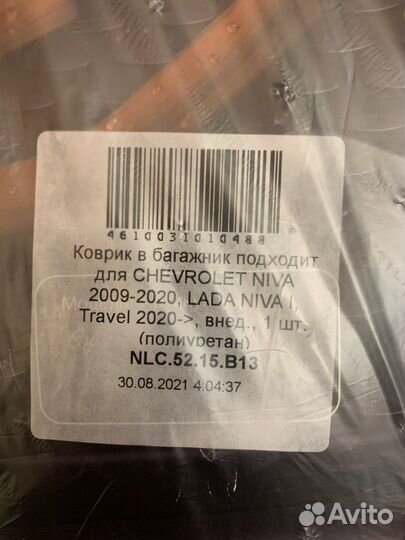 4610031010488
Коврик в багажник подходит
для CHEVROLET NIVA
2009-2020, LADA NIVA I,
Travel 2020->, внед., 1 шт.
(полиуретан)
NLC.52.15.B13
30.08.2021 4:04:37
Avito